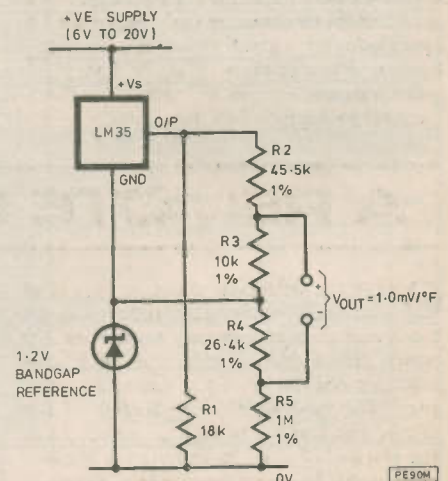 +VE SUPPLY
(6V TO 20V)
+Vs
LM35
O/P
GND
R2
45·5k
1%
R3
10k
1%
+
VOUT=1·0mV/°F
-
R4
26·4k
1%
1·2V
BANDGAP
REFERENCE
R1
18k
R5
1M
1%
0V
PE90M